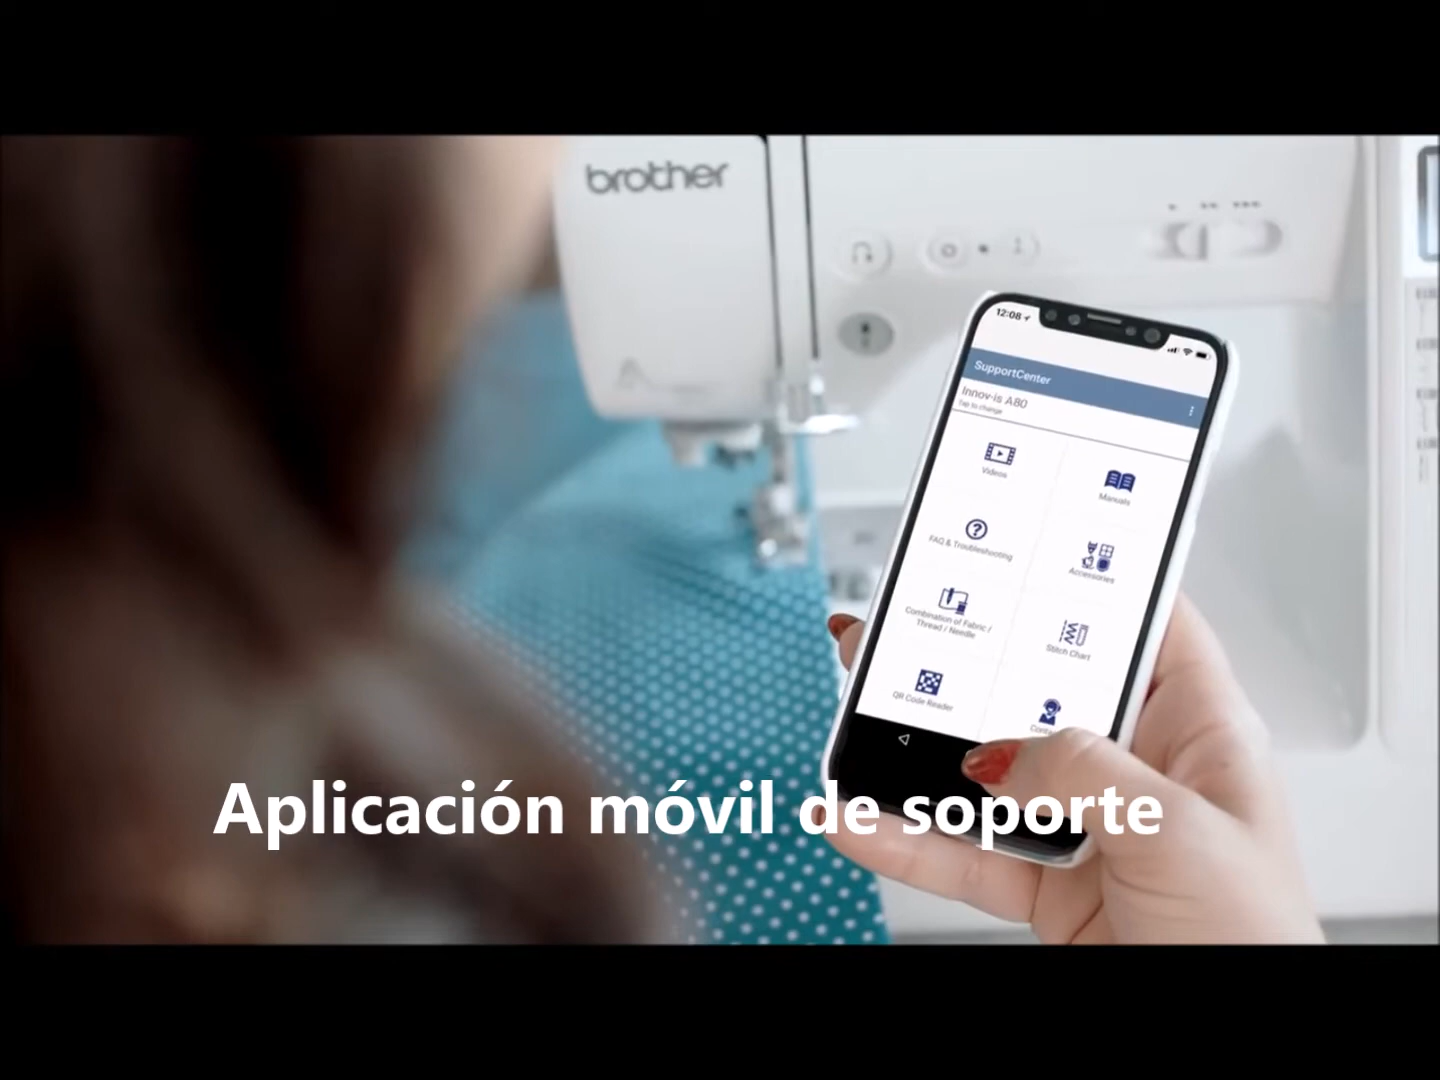 brother
12:08
SupportCenter
Innov-is A80
Tap to change
Videos
Manuals
FAQ & Troubleshooting
Accessories
Combination of Fabric /
Thread / Needle
Stitch Chart
QR Code Reader
Aplicación móvil de soporte